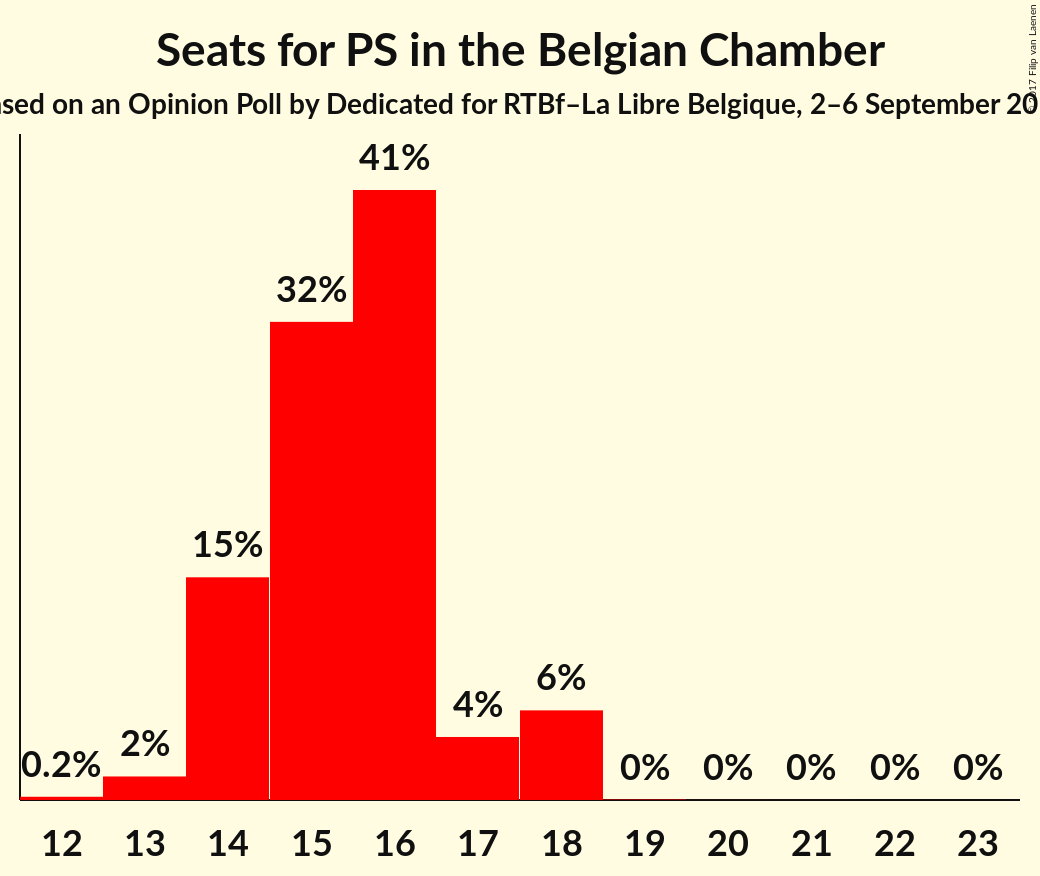 Seats for PS in the Belgian Chamber
on an Opinion Poll by Dedicated for RTBf–La Libre Belgique, 2–6 September
2017 Filip van Laenen
41%
32%
15%
6%
4%
2%
0.2%
0% 0% 0% 0% 0%
12 13 14 15 16 17 18 19 20 21 22 23